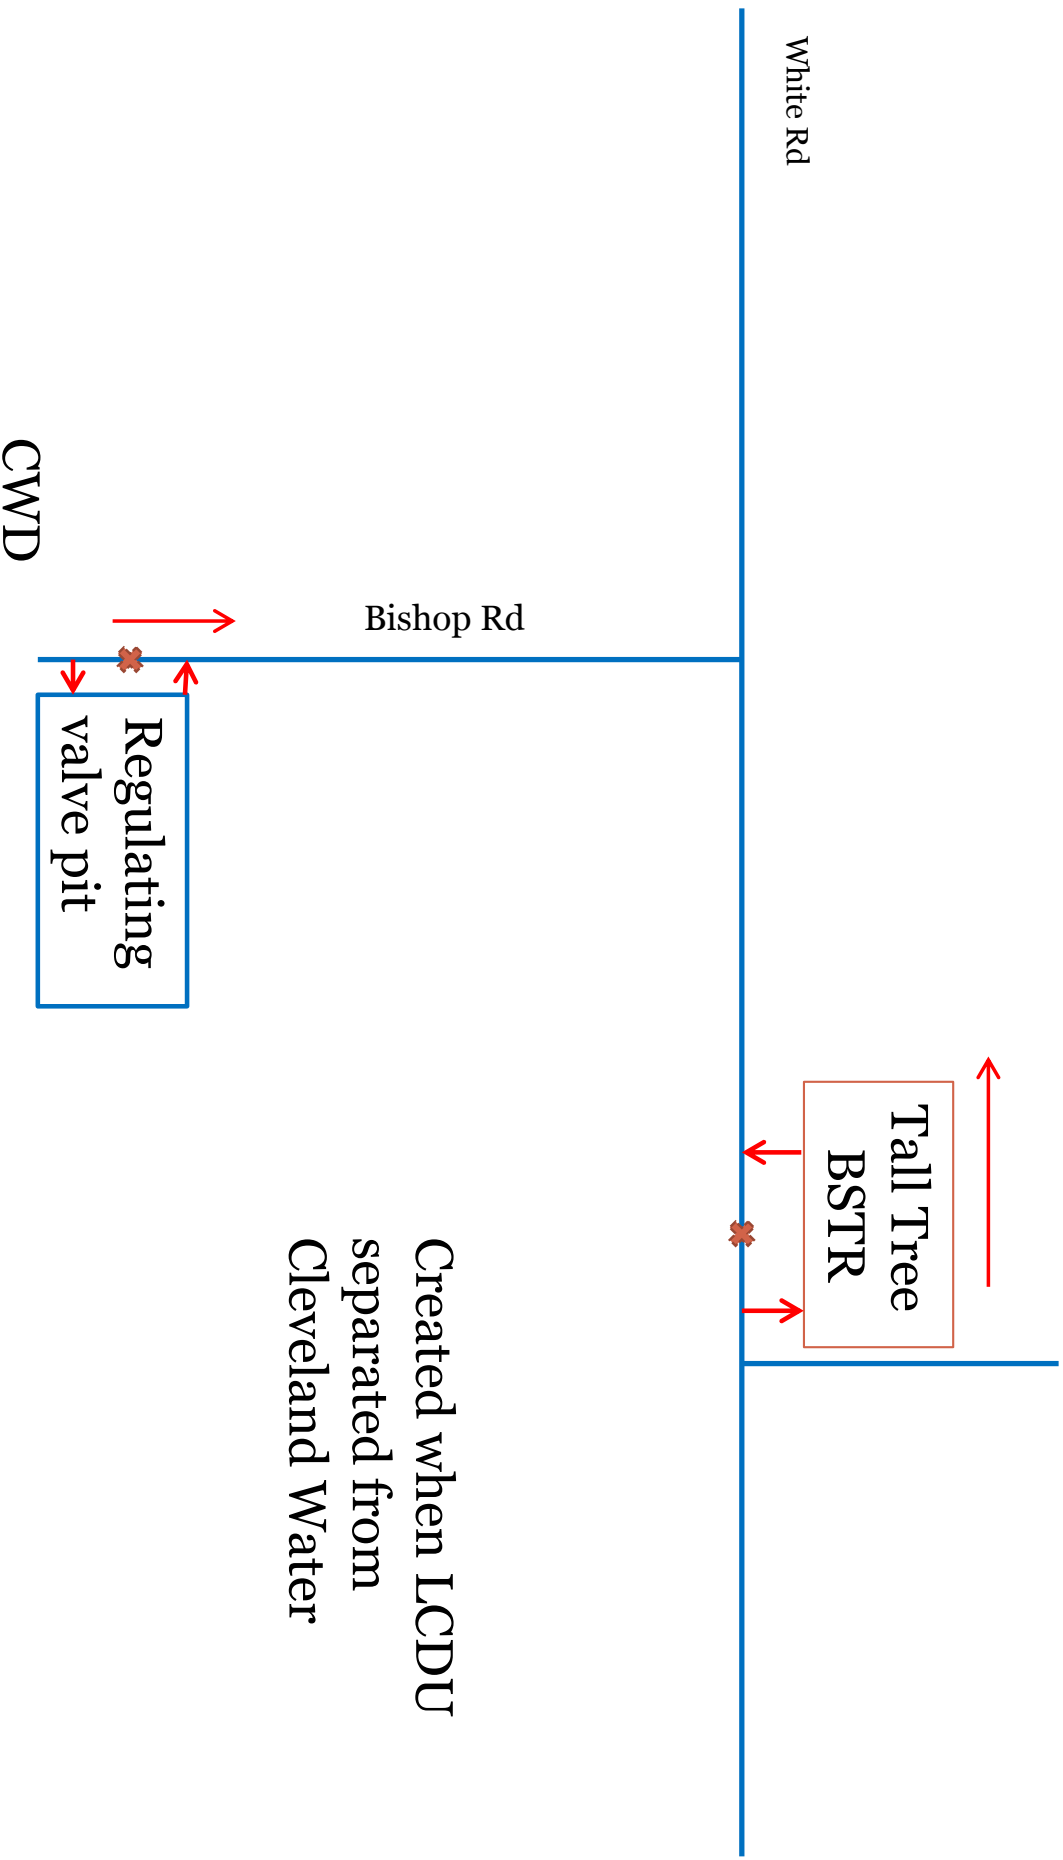 White Rd
Tall Tree
BSTR
Bishop Rd
Created when LCDU
separated from
Cleveland Water
Regulating
valve pit
CWD